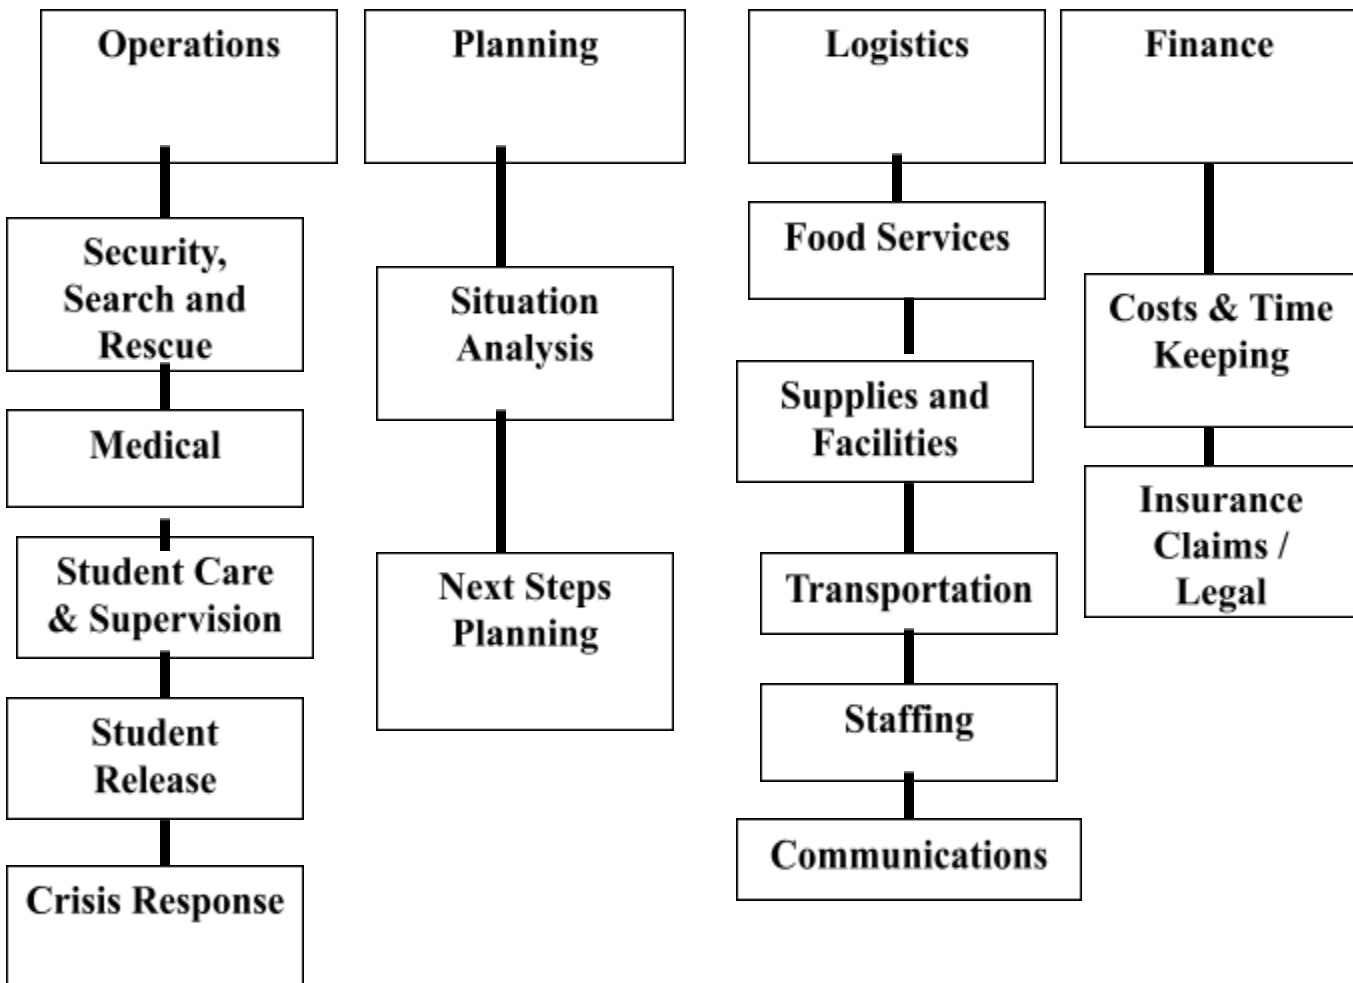 Operations
Security,
Search and
Rescue
Medical
Student Care
& Supervision
Student
Release
Crisis Response
Planning
Situation
Analysis
Next Steps
Planning
Logistics
Food Services
Supplies and
Facilities
Transportation
Staffing
Communications
Finance
Costs & Time
Keeping
Insurance
Claims /
Legal